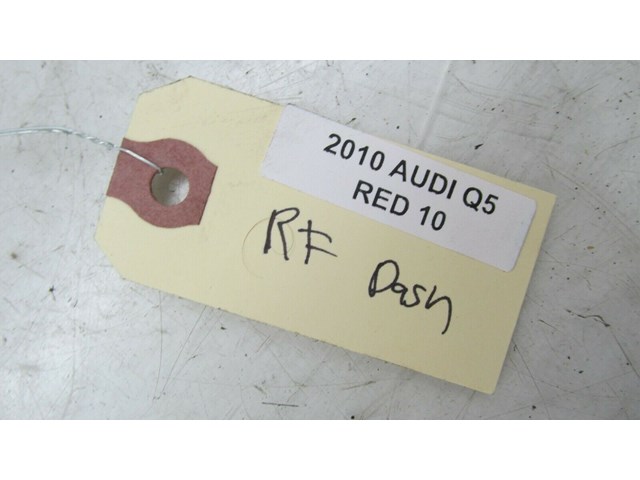 2010 AUDI Q5
RED 10
RF Dash